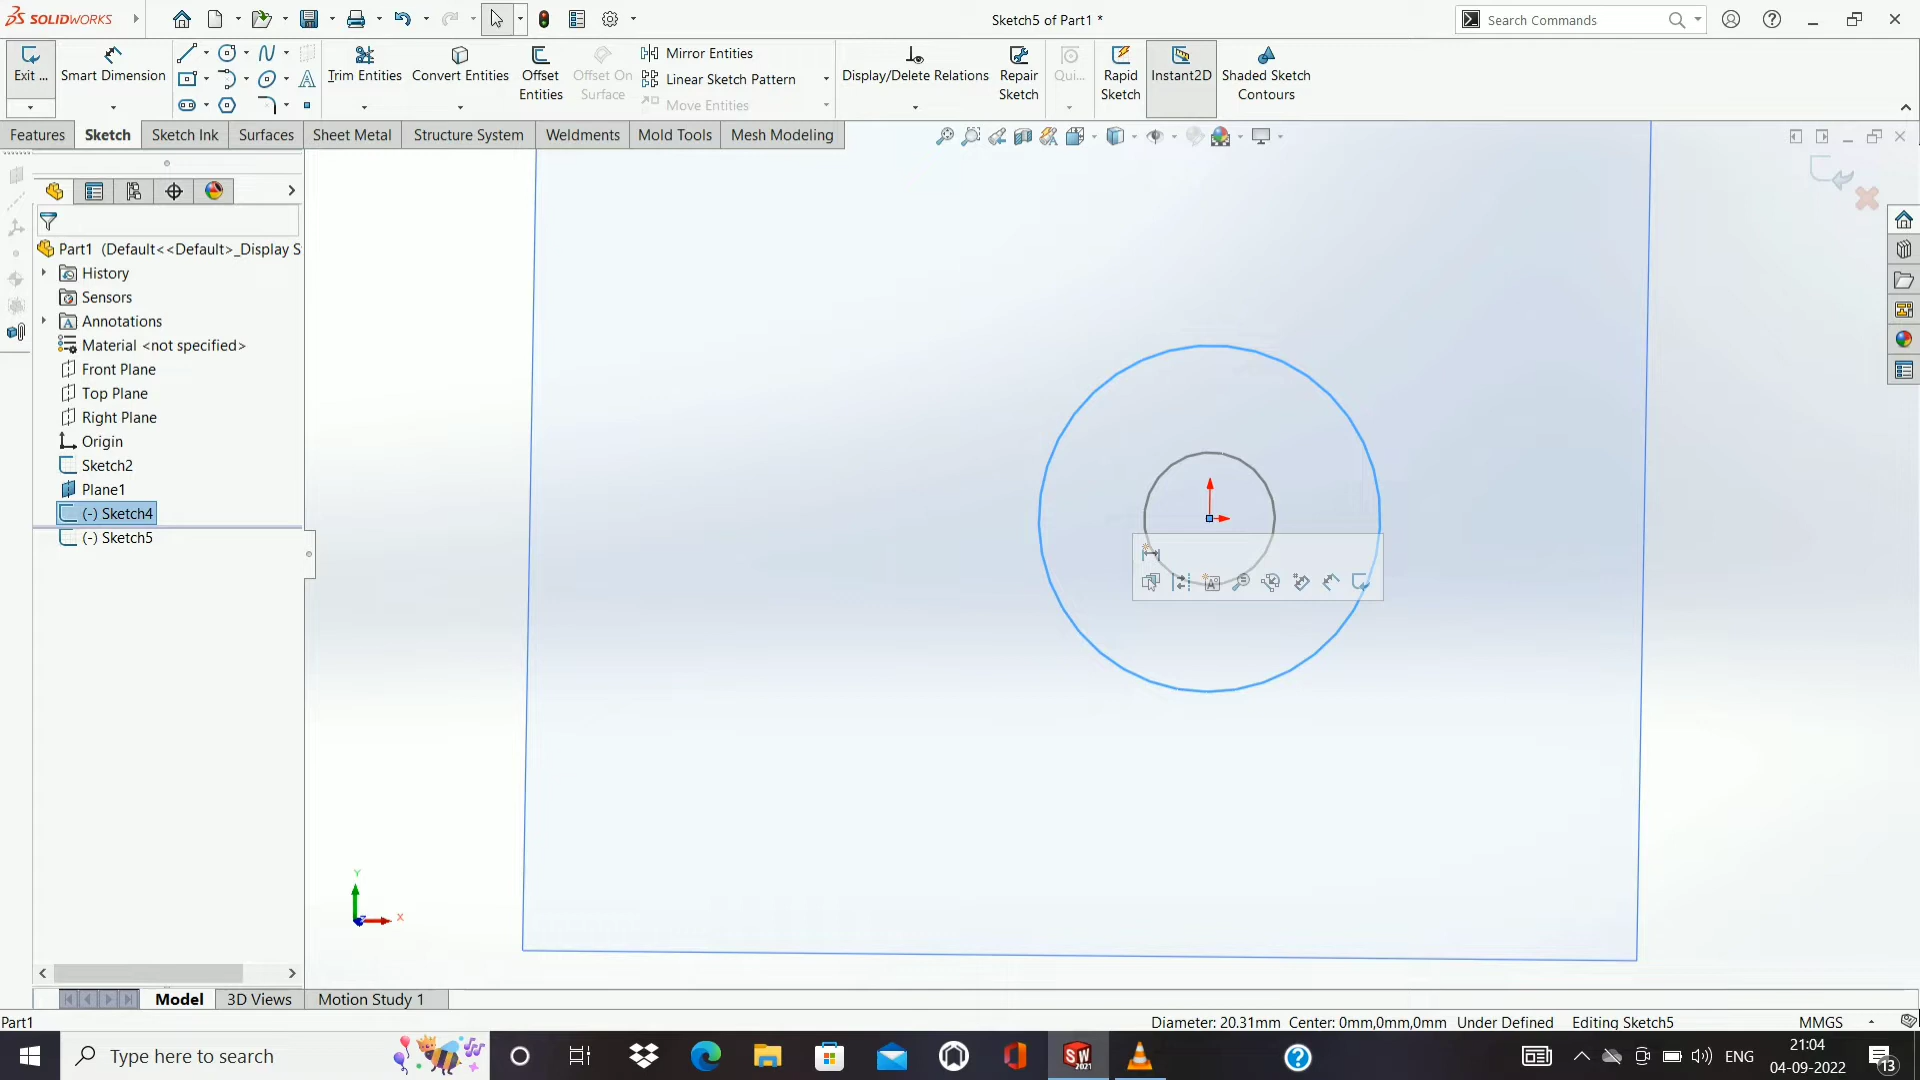 SOLIDWORKS
Sketch5 of Part1 *
Search Commands
Exit ...
Smart Dimension
Trim Entities
Convert Entities
Offset Entities
Offset On Surface
Mirror Entities
Linear Sketch Pattern
Move Entities
Display/Delete Relations
Repair Sketch
Qui...
Rapid Sketch
Instant2D
Shaded Sketch Contours
Features
Sketch
Sketch Ink
Surfaces
Sheet Metal
Structure System
Weldments
Mold Tools
Mesh Modeling
Part1 (Default<<Default>_Display S
History
Sensors
Annotations
Material <not specified>
Front Plane
Top Plane
Right Plane
Origin
Sketch2
Plane1
(-) Sketch4
(-) Sketch5
Y
X
Model
3D Views
Motion Study 1
Part1
Diameter: 20.31mm Center: 0mm,0mm,0mm
Under Defined
Editing Sketch5
MMGS
Type here to search
SW
2021
ENG
21:04
04-09-2022
13